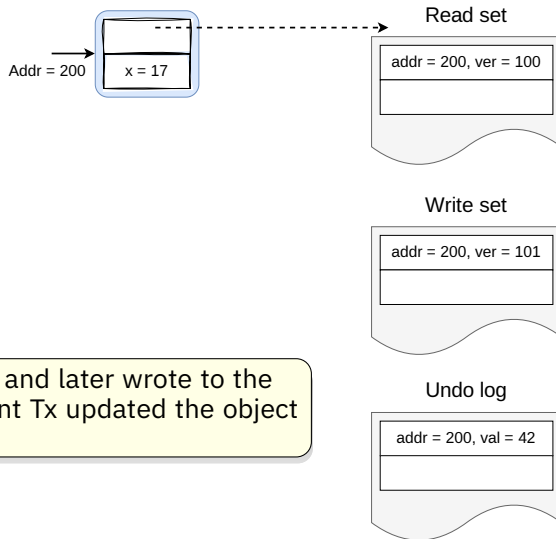 Read set
addr = 200, ver = 100
Addr = 200
x = 17
Write set
addr = 200, ver = 101
and later wrote to the
nt Tx updated the object
Undo log
addr = 200, val = 42